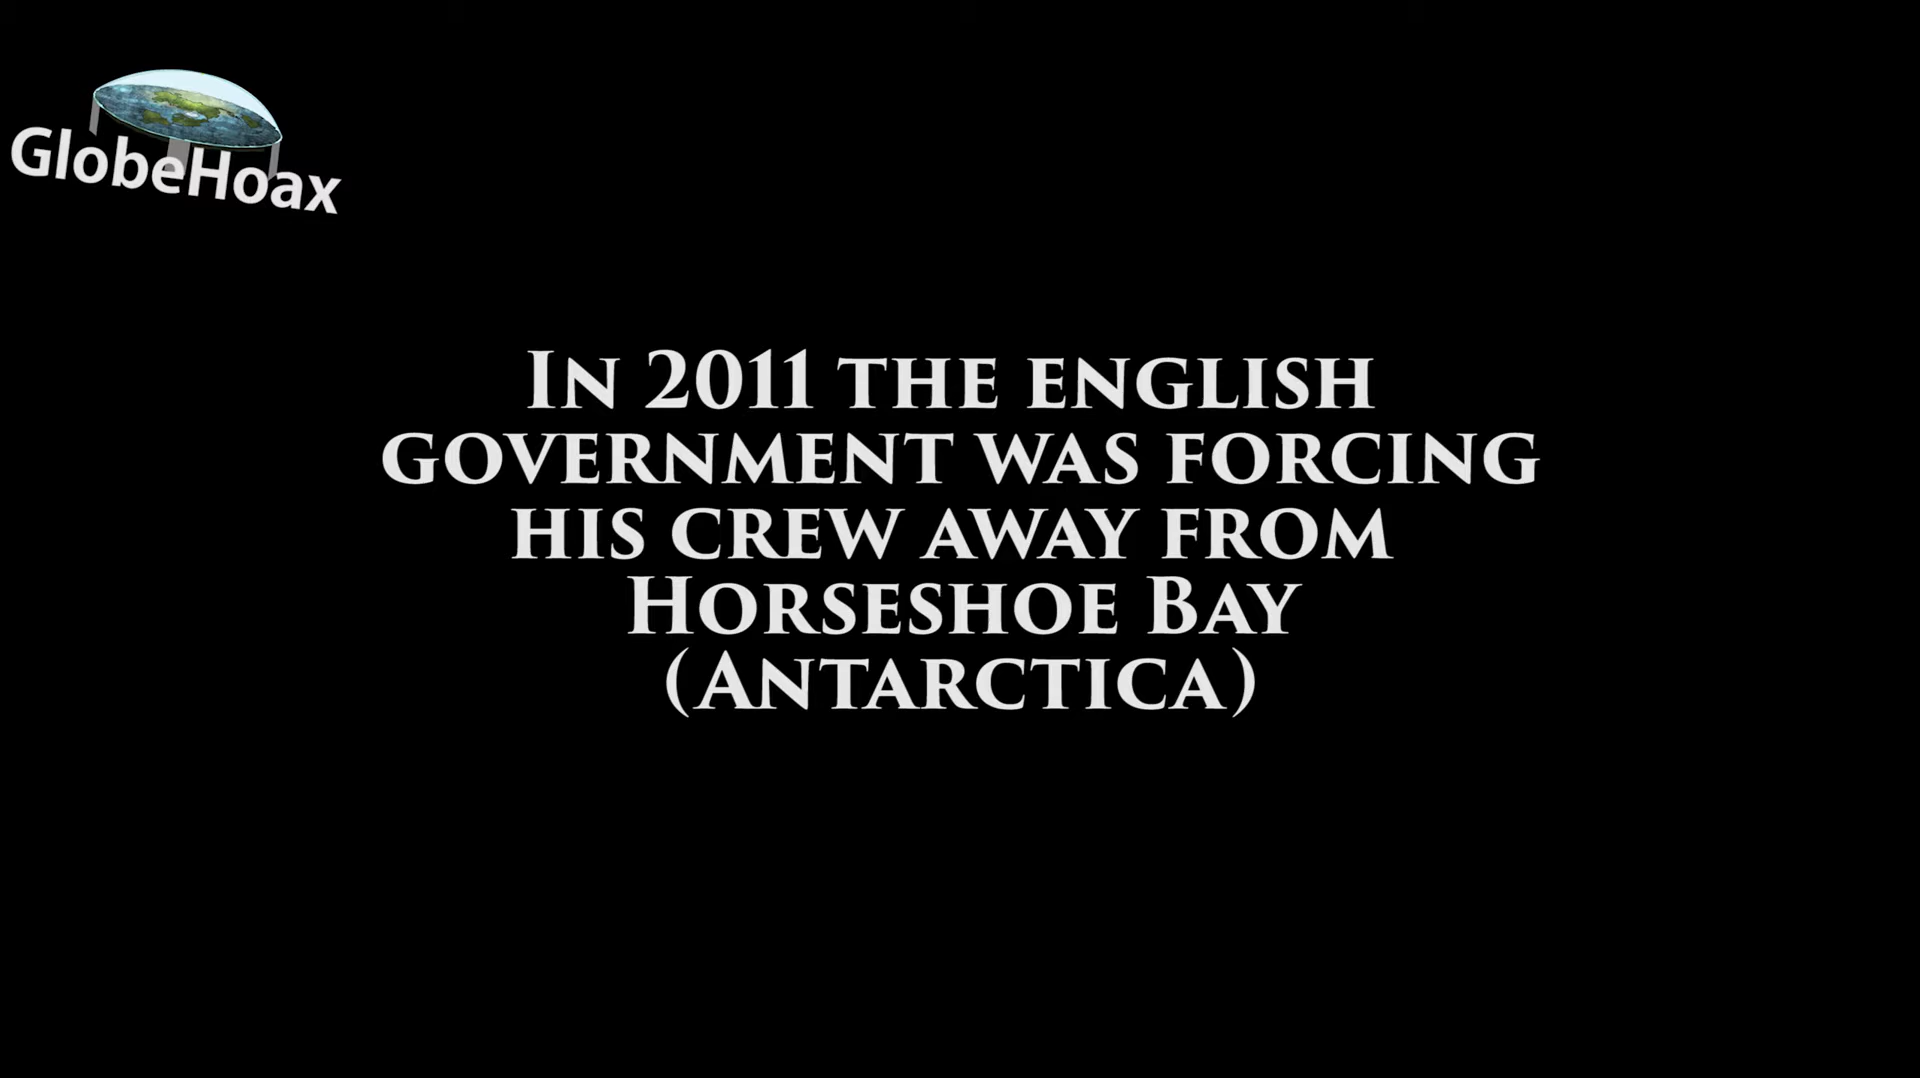 GlobeHoax
In 2011 the english
government was forcing
his crew away from
Horseshoe Bay
(Antarctica)